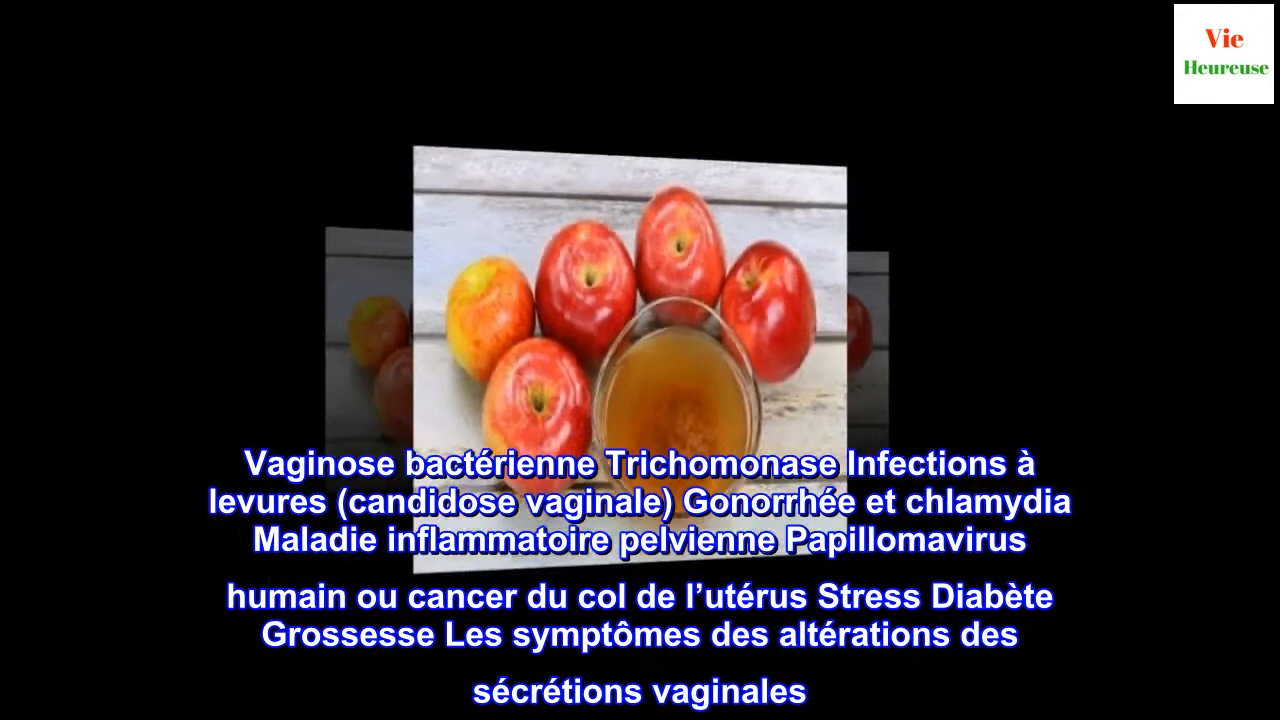 Vie
Heureuse
Vaginose bactérienne Trichomonase Infections à
levures (candidose vaginale) Gonorrhée et chlamydia
Maladie inflammatoire pelvienne Papillomavirus
humain ou cancer du col de l’utérus Stress Diabète
Grossesse Les symptômes des altérations des
sécrétions vaginales